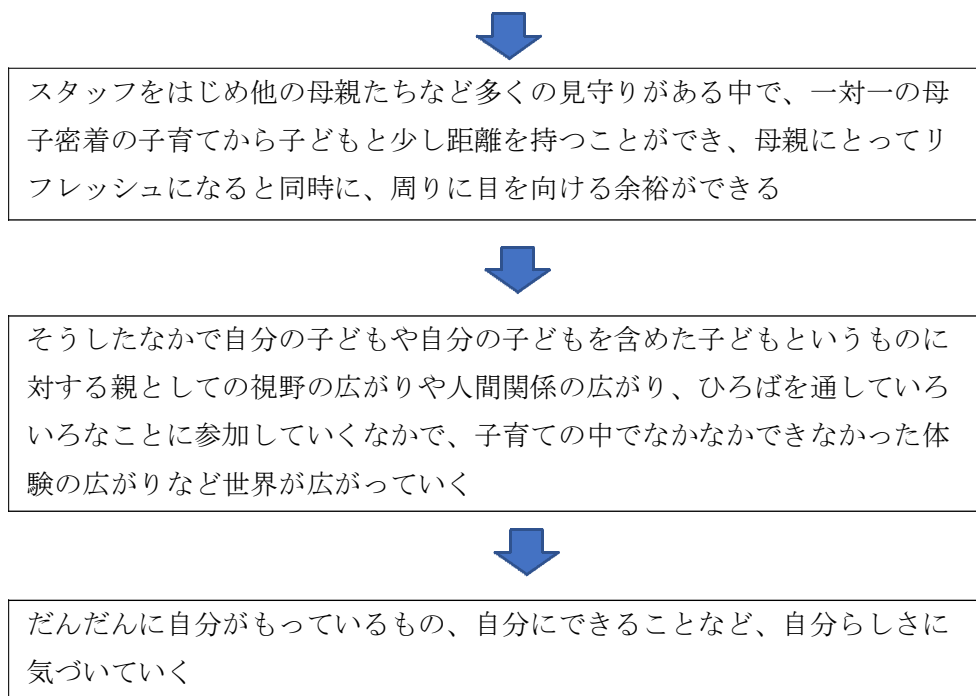 スタッフをはじめ他の母親たちなど多くの見守りがある中で、一対一の母
子密着の子育てから子どもと少し距離を持つことができ、母親にとってリ
フレッシュになると同時に、周りに目を向ける余裕ができる
そうしたなかで自分の子どもや自分の子どもを含めた子どもというものに
対する親としての視野の広がりや人間関係の広がり、ひろばを通していろ
いろなことに参加していくなかで、子育ての中でなかなかできなかった体
験の広がりなど世界が広がっていく
だんだんに自分がもっているもの、自分にできることなど、自分らしさに
気づいていく